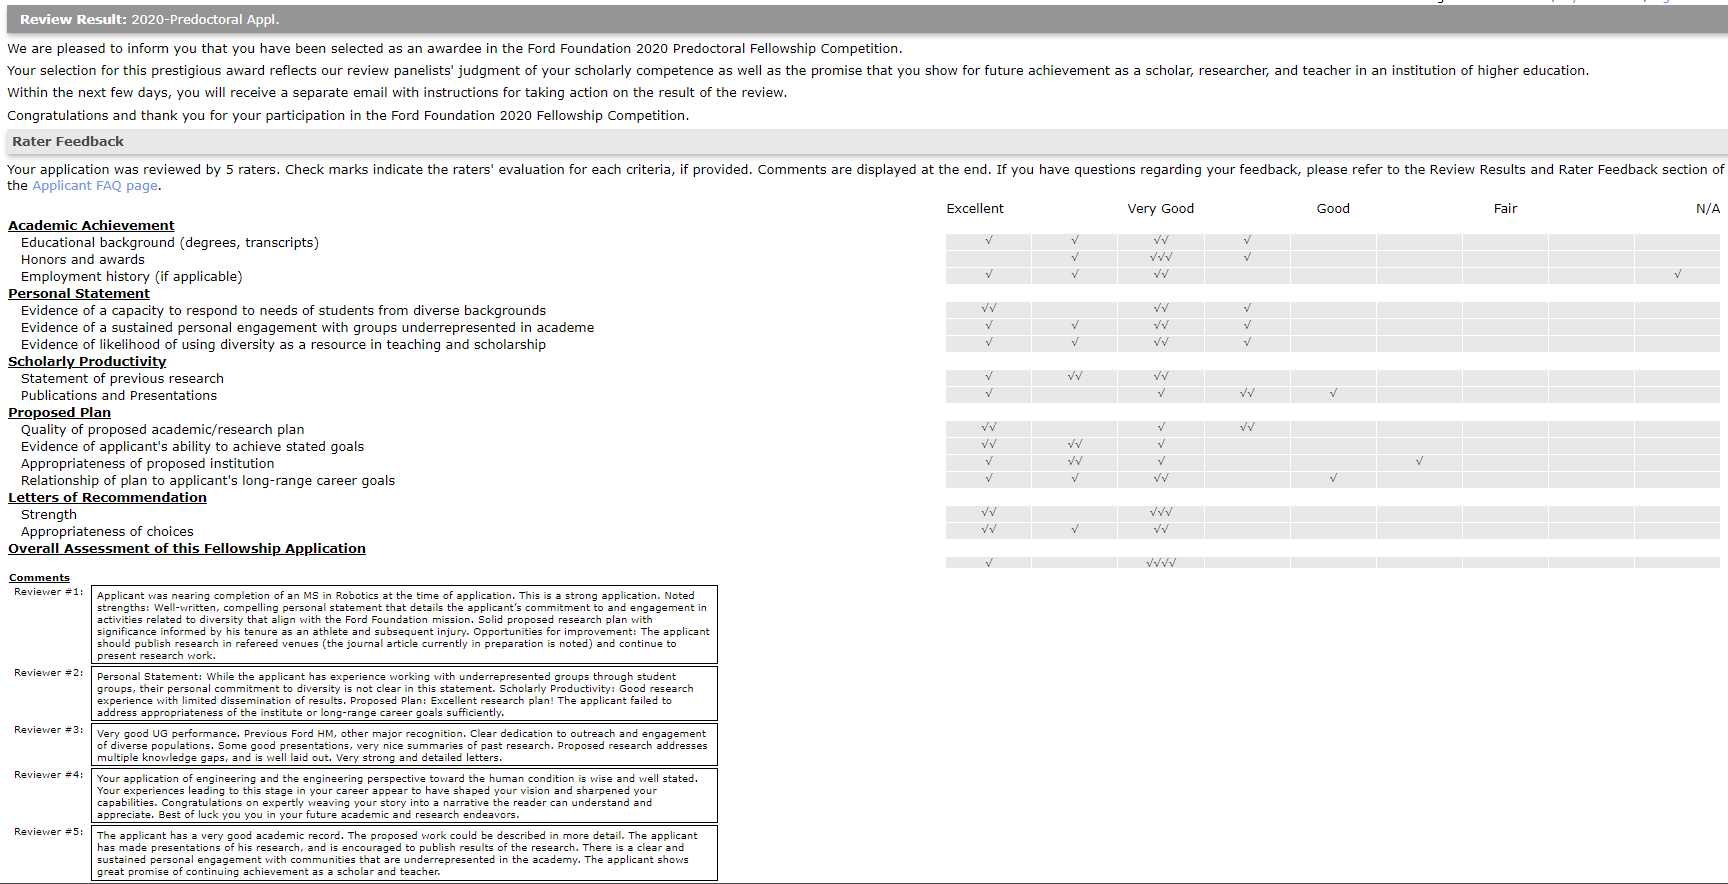 Review Result: 2020-Predoctoral Appl.
We are pleased to inform you that you have been selected as an awardee in the Ford Foundation 2020 Predoctoral Fellowship Competition.
Your selection for this prestigious award reflects our review panelists' judgment of your scholarly competence as well as the promise that you show for future achievement as a scholar, researcher, and teacher in an institution of higher education.
Within the next few days, you will receive a separate email with instructions for taking action on the result of the review.
Congratulations and thank you for your participation in the Ford Foundation 2020 Fellowship Competition.
Rater Feedback
Your application was reviewed by 5 raters. Check marks indicate the raters' evaluation for each criteria, if provided. Comments are displayed at the end. If you have questions regarding your feedback, please refer to the Review Results and Rater Feedback section of
the Applicant FAQ page.
Excellent Very Good Good Fair N/A
Academic Achievement
Educational background (degrees, transcripts) √ √ √√ √
Honors and awards √ √√√ √
Employment history (if applicable) √ √ √√ √
Personal Statement
Evidence of a capacity to respond to needs of students from diverse backgrounds √√ √√ √
Evidence of a sustained personal engagement with groups underrepresented in academe √ √ √√ √
Evidence of likelihood of using diversity as a resource in teaching and scholarship √ √ √√ √
Scholarly Productivity
Statement of previous research √ √√ √√
Publications and Presentations √ √ √√ √
Proposed Plan
Quality of proposed academic/research plan √√ √ √√
Evidence of applicant's ability to achieve stated goals √√ √√ √
Appropriateness of proposed institution √ √√ √ √
Relationship of plan to applicant's long-range career goals √ √ √√ √
Letters of Recommendation
Strength √√ √√√
Appropriateness of choices √√ √ √√
Overall Assessment of this Fellowship Application
√ √√√√
Comments
Reviewer #1: Applicant was nearing completion of an MS in Robotics at the time of application. This is a strong application. Noted
strengths: Well-written, compelling personal statement that details the applicant's commitment to and engagement in
activities related to diversity that align with the Ford Foundation mission. Solid proposed research plan with
significance informed by his tenure as an athlete and subsequent injury. Opportunities for improvement: The applicant
should publish research in refereed venues (the journal article currently in preparation is noted) and continue to
present research work.
Reviewer #2: Personal Statement: While the applicant has experience working with underrepresented groups through student
groups, their personal commitment to diversity is not clear in this statement. Scholarly Productivity: Good research
experience with limited dissemination of results. Proposed Plan: Excellent research plan! The applicant failed to
address appropriateness of the institute or long-range career goals sufficiently.
Reviewer #3: Very good UG performance. Previous Ford HM, other major recognition. Clear dedication to outreach and engagement
of diverse populations. Some good presentations, very nice summaries of past research. Proposed research addresses
multiple knowledge gaps, and is well laid out. Very strong and detailed letters.
Reviewer #4: Your application of engineering and the engineering perspective toward the human condition is wise and well stated.
Your experiences leading to this stage in your career appear to have shaped your vision and sharpened your
capabilities. Congratulations on expertly weaving your story into a narrative the reader can understand and
appreciate. Best of luck you you in your future academic and research endeavors.
Reviewer #5: The applicant has a very good academic record. The proposed work could be described in more detail. The applicant
has made presentations of his research, and is encouraged to publish results of the research. There is a clear and
sustained personal engagement with communities that are underrepresented in the academy. The applicant shows
great promise of continuing achievement as a scholar and teacher.